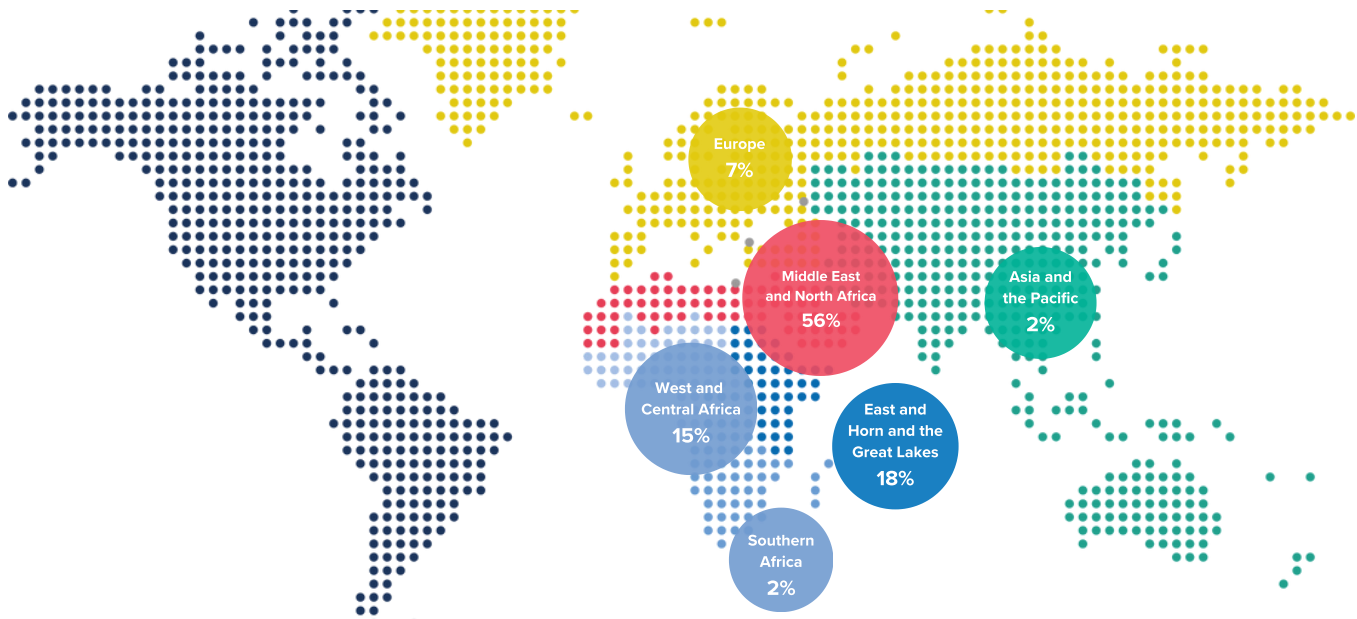 Europe
7%
Middle East
and North Africa
56%
Asia and
the Pacific
2%
West and
Central Africa
15%
East and
Horn and the
Great Lakes
18%
Southern
Africa
2%